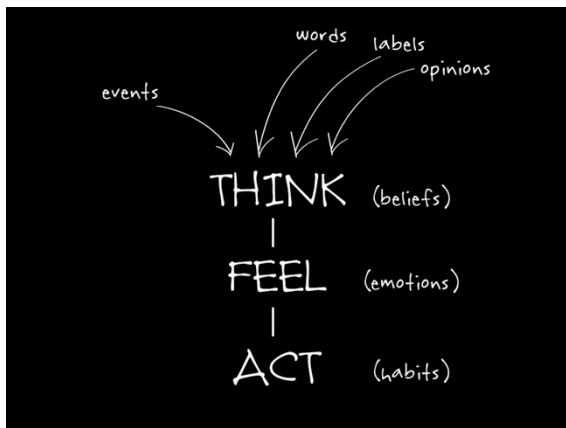 words
labels
opinions
events
THINK (beliefs)
FEEL (emotions)
ACT (habits)